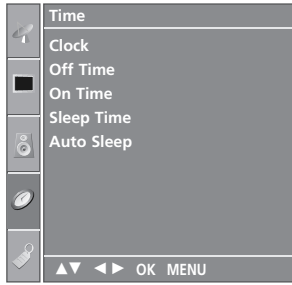 Time
Clock
Off Time
On Time
Sleep Time
Auto Sleep
▲▼ ◀▶ OK MENU